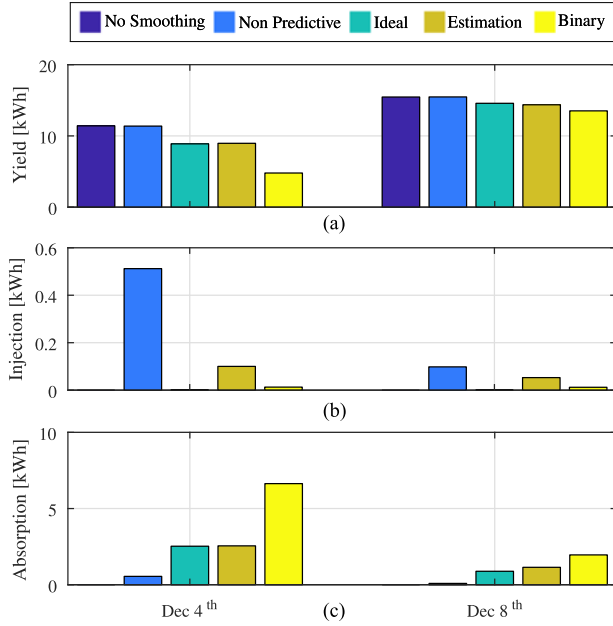 No Smoothing Non Predictive Ideal Estimation Binary
20
10
0
Yield [kWh]
(a)
0.6
0.4
0.2
0
Injection [kWh]
(b)
10
5
0
Absorption [kWh]
Dec 4 th (c) Dec 8 th